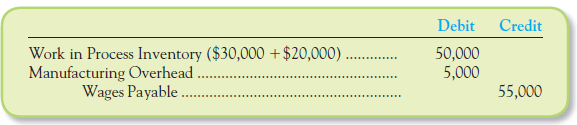 Debit Credit
Work in Process Inventory ($30,000 + $20,000) ............. 50,000
Manufacturing Overhead .................................................... 5,000
Wages Payable ......................................................... 55,000